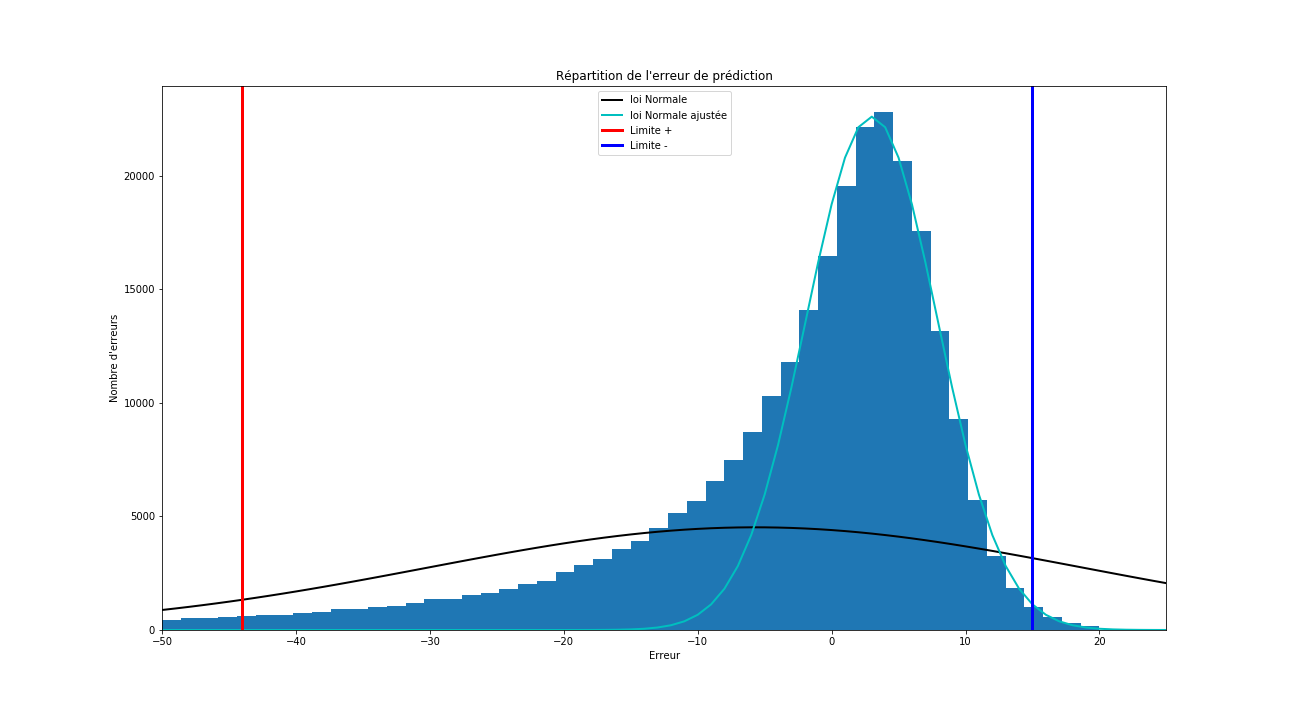 Répartition de l'erreur de prédiction
loi Normale
loi Normale ajustée
Limite +
Limite -
Nombre d'erreurs
20000
15000
10000
5000
0
−50 −40 −30 −20 −10 0 10 20
Erreur